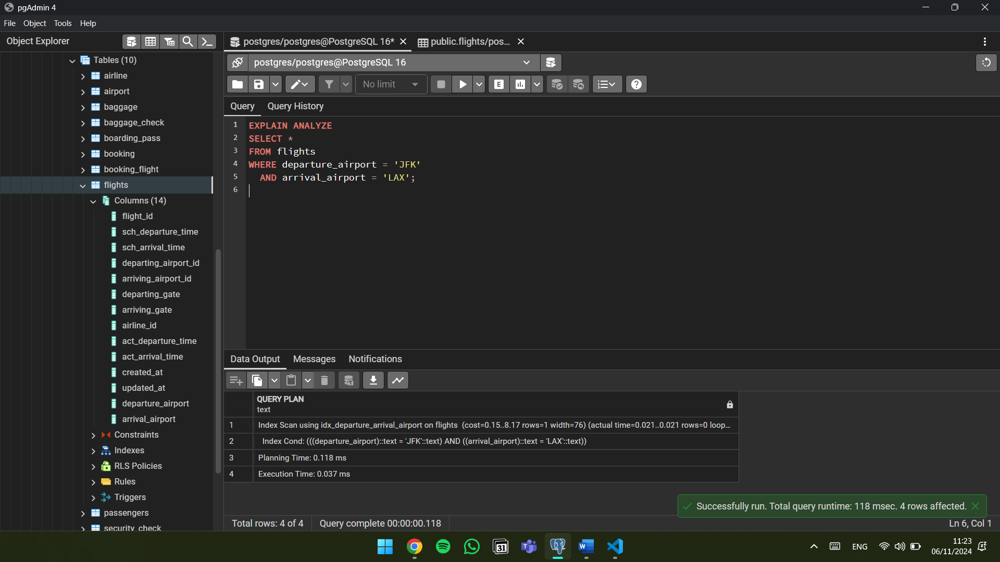 pgAdmin 4
File Object Tools Help
Object Explorer
postgres/postgres@PostgreSQL 16*
public.flights/pos...
Tables (10)
airline
airport
baggage
baggage_check
boarding_pass
booking
booking_flight
flights
Columns (14)
flight_id
sch_departure_time
sch_arrival_time
departing_airport_id
arriving_airport_id
departing_gate
arriving_gate
airline_id
act_departure_time
act_arrival_time
created_at
updated_at
departure_airport
arrival_airport
Constraints
Indexes
RLS Policies
Rules
Triggers
passengers
security_check
postgres/postgres@PostgreSQL 16
No limit
E
Query Query History
1 EXPLAIN ANALYZE
2 SELECT *
3 FROM flights
4 WHERE departure_airport = 'JFK'
5 AND arrival_airport = 'LAX';
6
Data Output Messages Notifications
QUERY PLAN
text
1 Index Scan using idx_departure_arrival_airport on flights (cost=0.15..8.17 rows=1 width=76) (actual time=0.021..0.021 rows=0 loop...
2 Index Cond: (((departure_airport)::text = 'JFK'::text) AND ((arrival_airport)::text = 'LAX'::text))
3 Planning Time: 0.118 ms
4 Execution Time: 0.037 ms
Successfully run. Total query runtime: 118 msec. 4 rows affected.
Total rows: 4 of 4 Query complete 00:00:00.118 Ln 6, Col 1
31
ENG
11:23
06/11/2024